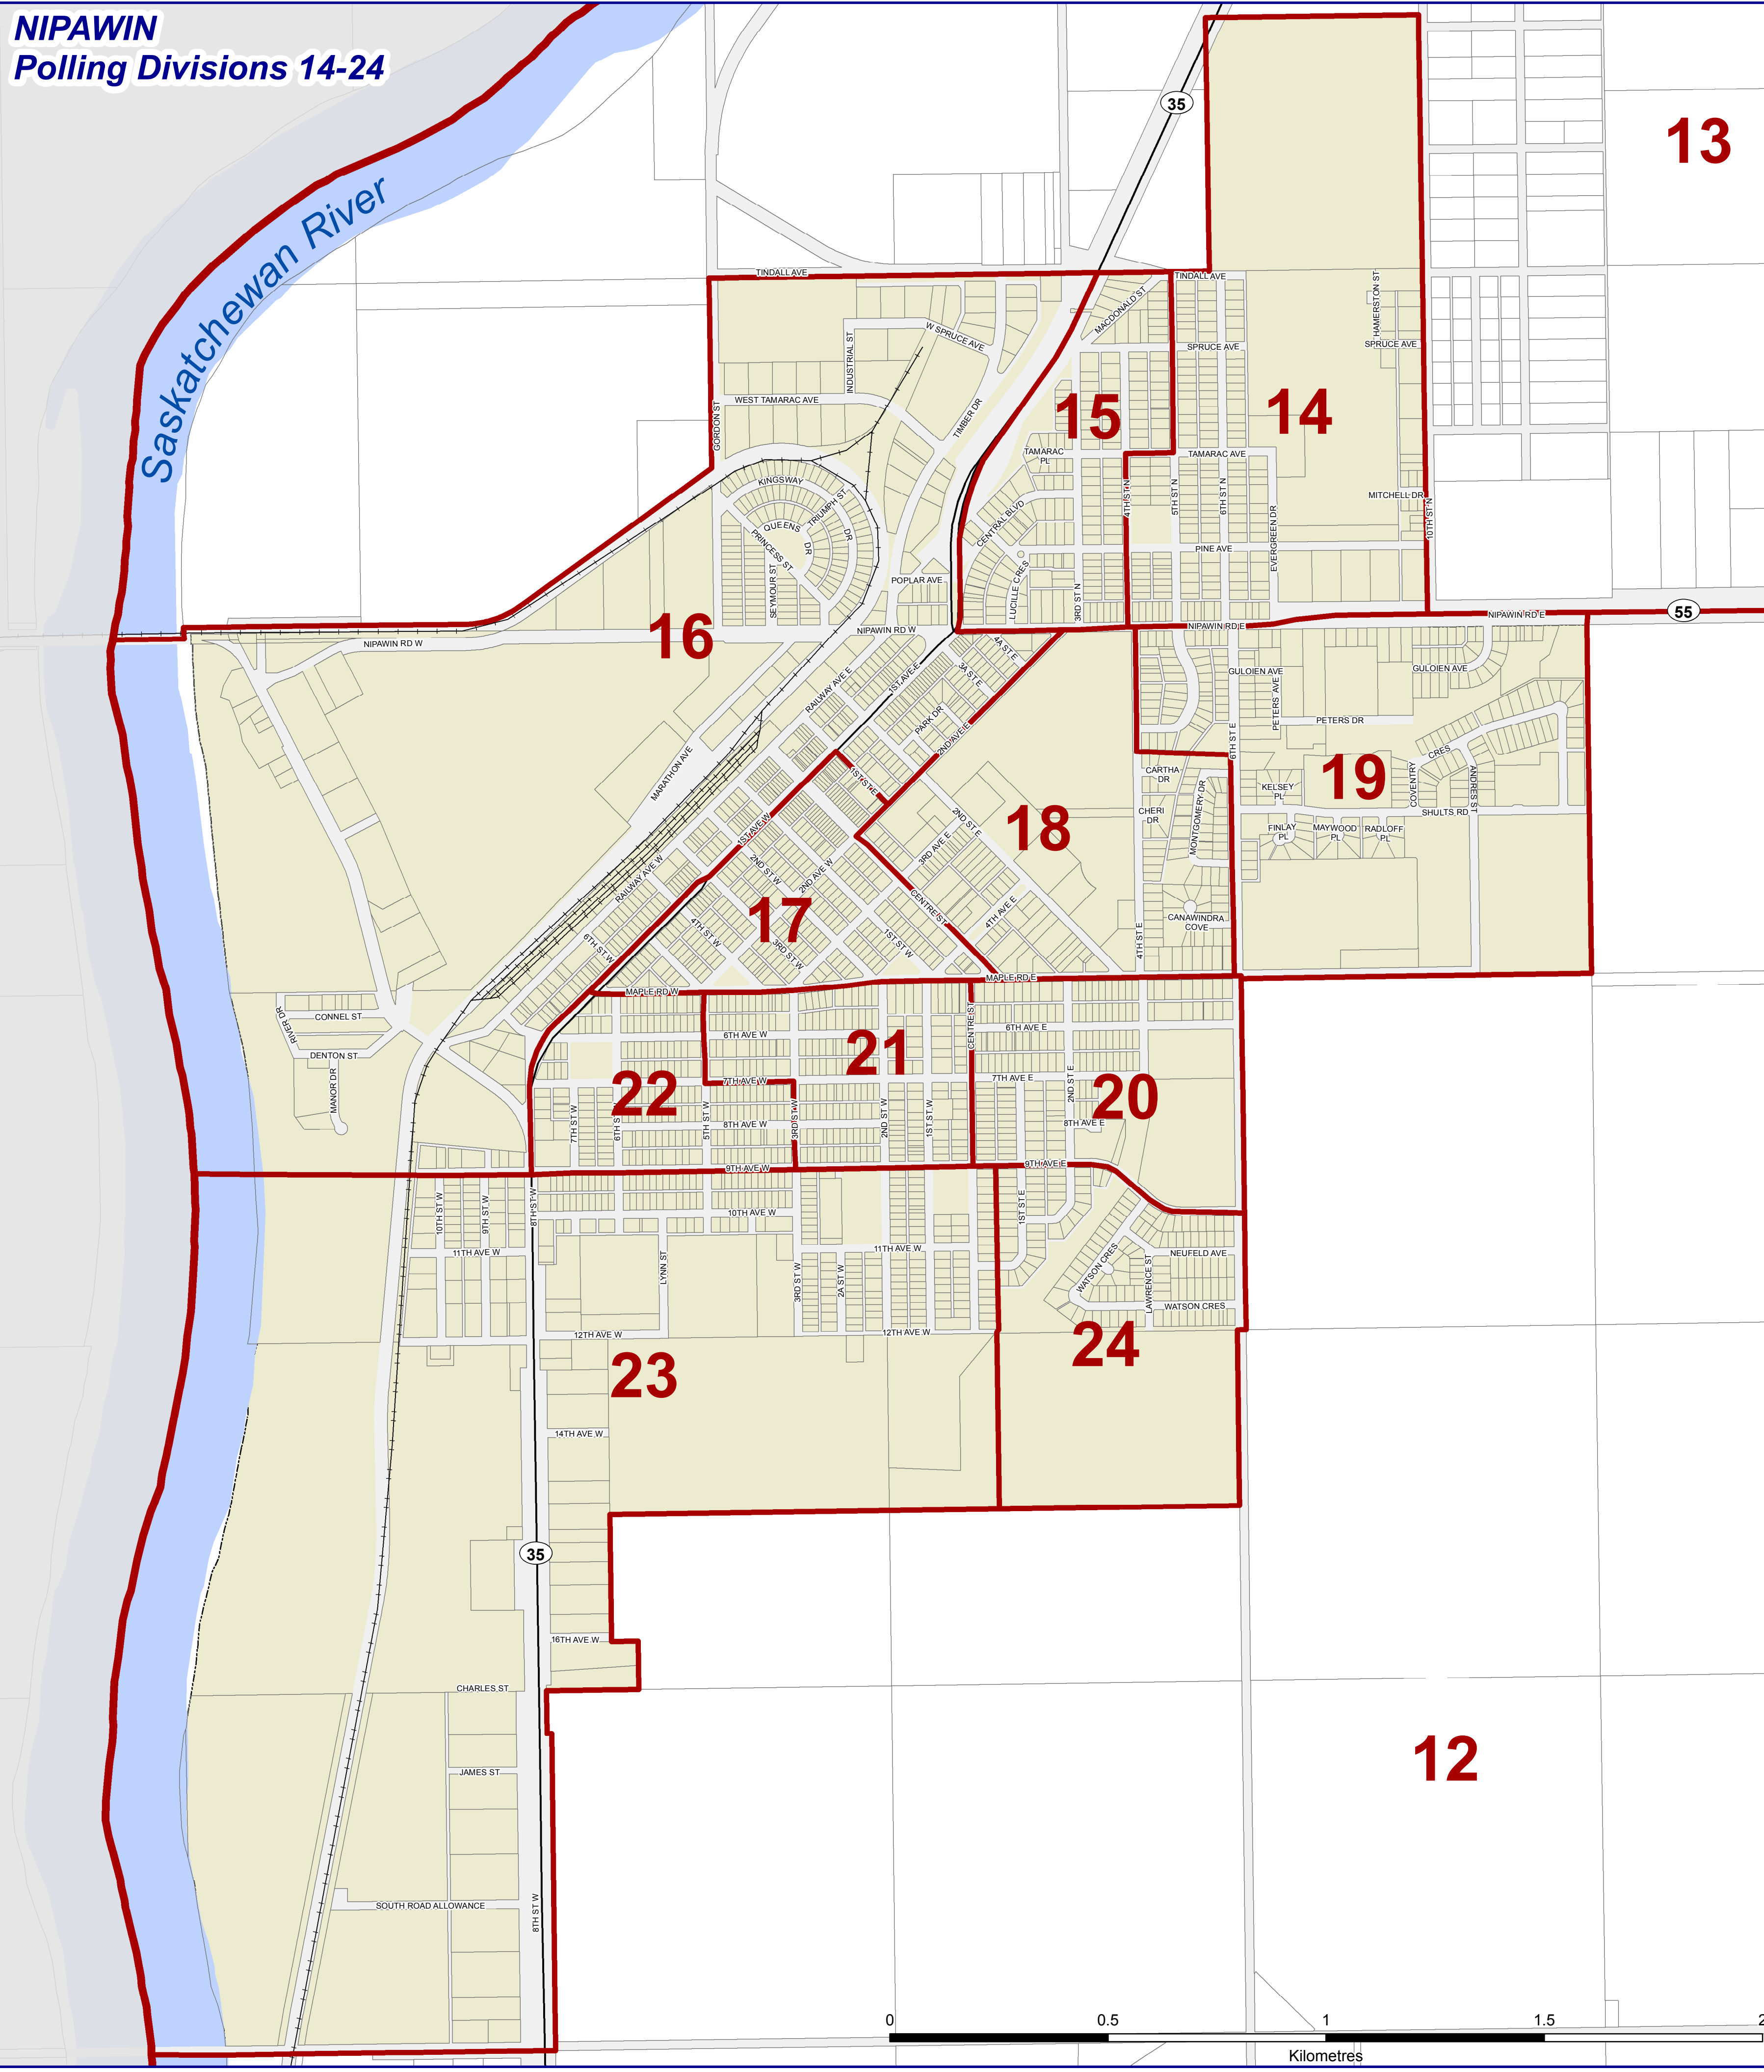 NIPAWIN
Polling Divisions 14-24
Saskatchewan River
35
13
TINDALL AVE
TINDALL AVE
MACDONALD ST
HAMERSTON ST
W SPRUCE AVE
INDUSTRIAL ST
SPRUCE AVE
SPRUCE AVE
WEST TAMARAC AVE
GORDON ST
TIMBER DR
15
14
TAMARAC
PL
TAMARAC AVE
KINGSWAY
DR
TRIUMPH ST
QUEENS
DR
PRINCESS ST
SEYMOUR ST
CENTRAL BLVD
4TH ST N
5TH ST N
6TH ST N
MITCHELL DR
10TH ST N
EVERGREEN DR
PINE AVE
POPLAR AVE
LUCILLE CRES
3RD ST N
16
NIPAWIN RD W
NIPAWIN RD W
NIPAWIN RD E
NIPAWIN RD E
55
4A ST E
3A ST E
1ST AVE E
RAILWAY AVE E
PARK DR
2ND AVE E
GULOIEN AVE
GULOIEN AVE
PETERS AVE
PETERS DR
6TH ST E
MARATHON AVE
1ST ST E
CARTHA
DR
CHERI
DR
MONTGOMERY DR
KELSEY
PL
19
COVENTRY
CRES
ANDRES ST
SHULTS RD
FINLAY
PL
MAYWOOD
PL
RADLOFF
PL
18
2ND ST E
3RD AVE E
1ST AVE W
2ND ST W
2ND AVE W
RAILWAY AVE W
17
CENTRE ST
4TH AVE E
4TH ST W
3RD ST W
1ST ST W
6TH ST W
CANAWINDRA
COVE
4TH ST E
MAPLE RD E
MAPLE RD W
RIVER DR
CONNEL ST
DENTON ST
MANOR DR
6TH AVE W
21
CENTRE ST
6TH AVE E
22
7TH AVE W
7TH AVE E
2ND ST E
20
7TH ST W
6TH ST W
5TH ST W
8TH AVE W
3RD ST W
2ND ST W
1ST ST W
8TH AVE E
9TH AVE W
9TH AVE E
10TH ST W
9TH ST W
8TH ST W
10TH AVE W
1ST ST E
11TH AVE W
11TH AVE W
LYNN ST
3RD ST W
2A ST W
WATSON CRES
NEUFELD AVE
LAWRENCE ST
WATSON CRES
12TH AVE W
12TH AVE W
23
24
14TH AVE W
35
16TH AVE W
CHARLES ST
12
JAMES ST
SOUTH ROAD ALLOWANCE
8TH ST W
0
0.5
1
1.5
2
Kilometres